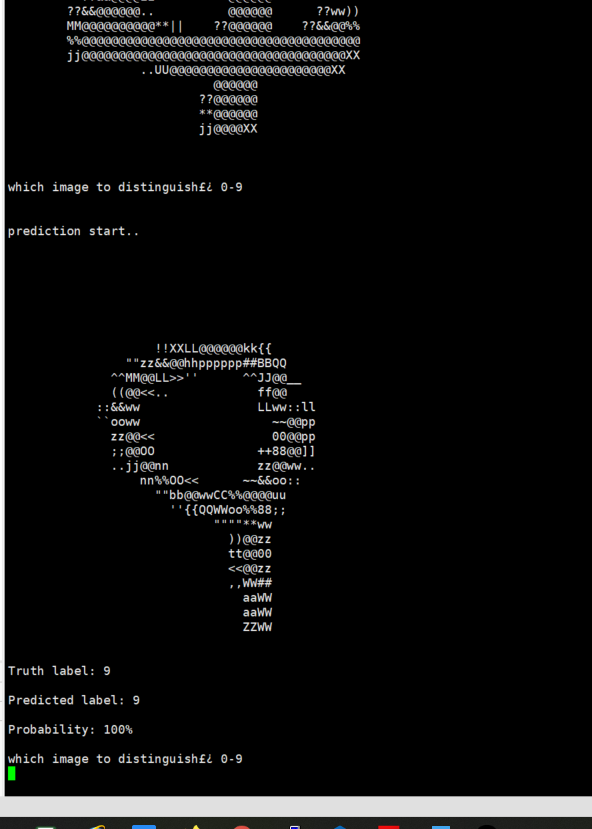 ??&&@@@@@@.. @@@@@@ ??ww))
MM@@@@@@@@@@**|| ??@@@@@@ ??&&@@%%
%%@@@@@@@@@@@@@@@@@@@@@@@@@@@@@@@@@@@@@@
jj@@@@@@@@@@@@@@@@@@@@@@@@@@@@@@@@@@@@XX
..UU@@@@@@@@@@@@@@@@@@@@@@XX
@@@@@@
??@@@@@@
**@@@@@@
jj@@@@XX
which image to distinguish£¿ 0-9
prediction start..
!!XXLL@@@@@@kk{{
""zz&&@@hhpppppp##BBQQ
^^MM@@LL>>'' ^^JJ@@__
((@@<<.. ff@@
::&&ww LLww::ll
``ooww ~~@@pp
zz@@<< 00@@pp
;;@@OO ++88@@]]
..jj@@nn zz@@ww..
nn%%OO<< ~~&&oo::
""bb@@wwCC%%@@@@uu
''{{QQWWoo%%88;;
""""**ww
))@@zz
tt@@00
<<@@zz
,,WW##
aaWW
aaWW
ZZWW
Truth label: 9
Predicted label: 9
Probability: 100%
which image to distinguish£¿ 0-9